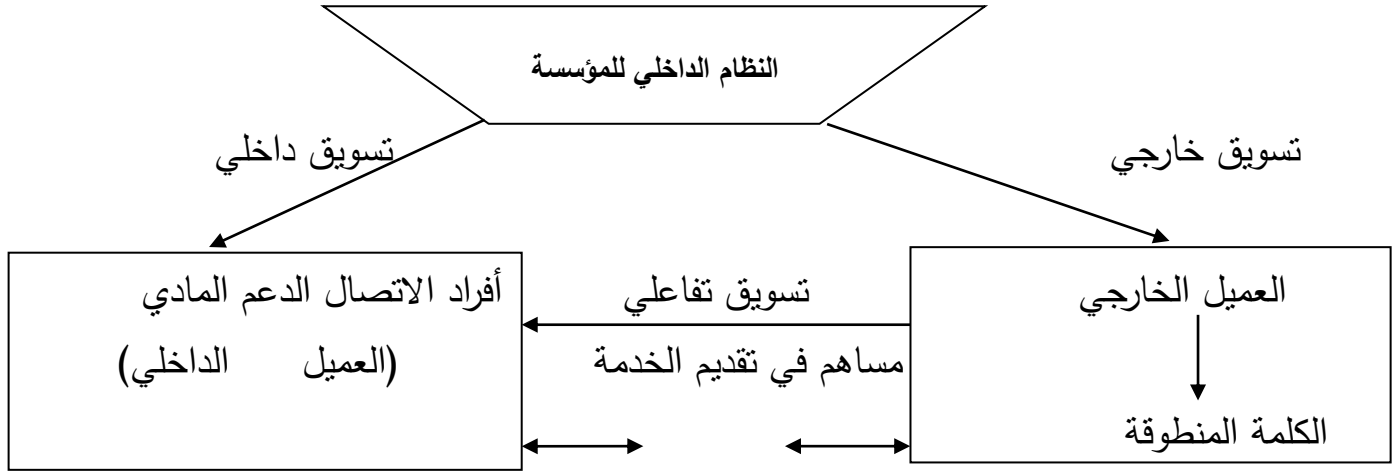 النظام الداخلي للمؤسسة
تسويق خارجي
تسويق داخلي
العميل الخارجي
الكلمة المنطوقة
تسويق تفاعلي
مساهم في تقديم الخدمة
أفراد الاتصال الدعم المادي
(العميل الداخلي)